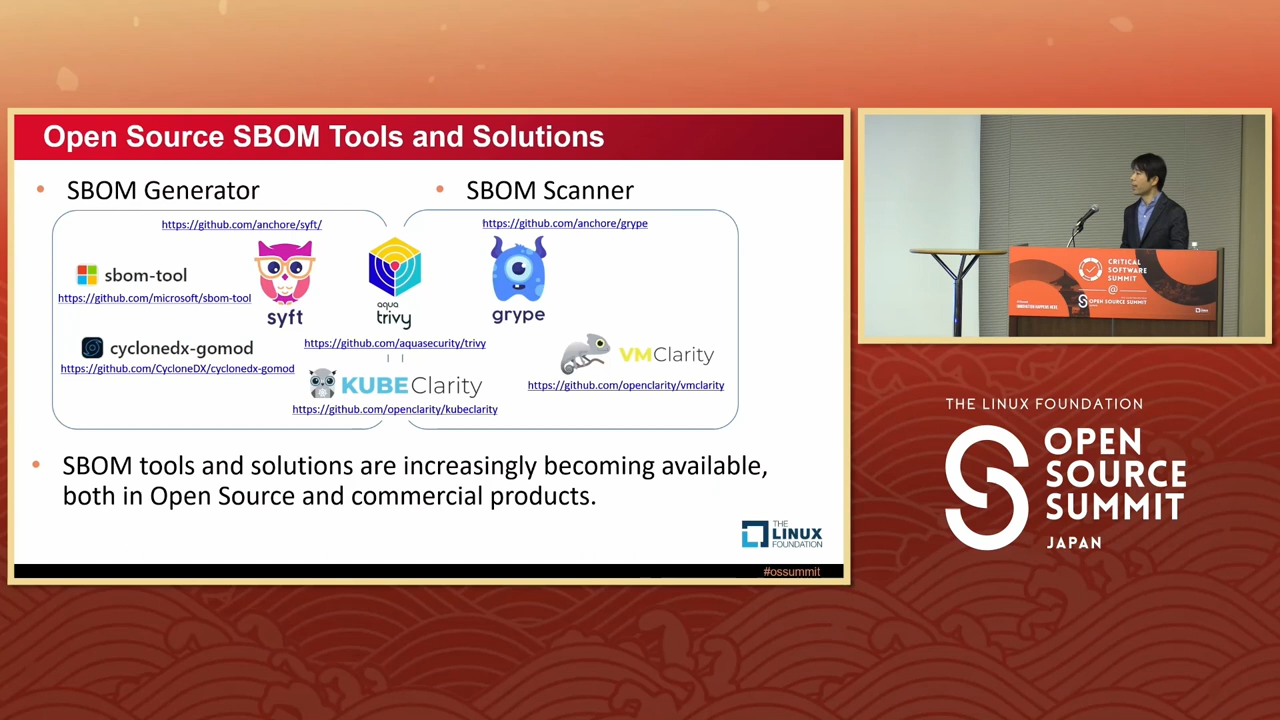 Open Source SBOM Tools and Solutions
• SBOM Generator
• SBOM Scanner
https://github.com/anchore/syft/
https://github.com/anchore/grype
sbom-tool
https://github.com/microsoft/sbom-tool
syft
aqua
trivy
grype
https://github.com/aquasecurity/trivy
cyclonedx-gomod
https://github.com/CycloneDX/cyclonedx-gomod
VMClarity
https://github.com/openclarity/vmclarity
KUBEClarity
https://github.com/openclarity/kubeclarity
• SBOM tools and solutions are increasingly becoming available,
both in Open Source and commercial products.
THE
LINUX
FOUNDATION
#ossummit
CRITICAL
SOFTWARE
SUMMIT
@
OPEN SOURCE SUMMIT
THE LINUX FOUNDATION
OPEN
SOURCE
SUMMIT
JAPAN